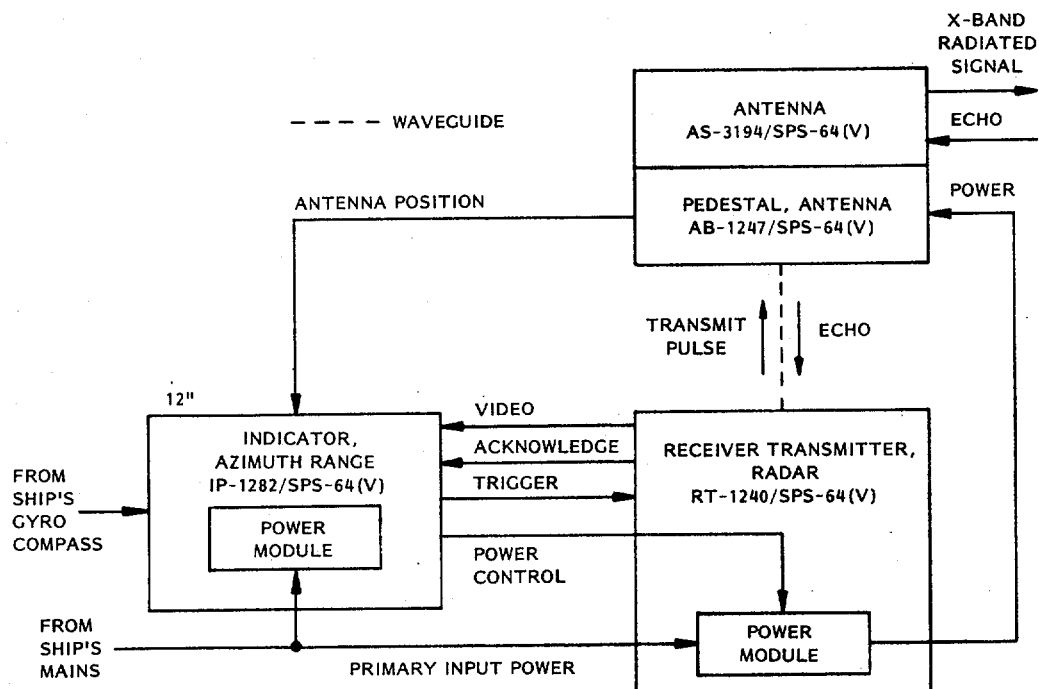 X-BAND
RADIATED
SIGNAL
ANTENNA
AS-3194/SPS-64(V)
ECHO
--- WAVEGUIDE
ANTENNA POSITION
PEDESTAL, ANTENNA
AB-1247/SPS-64(V)
POWER
TRANSMIT
PULSE
ECHO
12"
INDICATOR,
AZIMUTH RANGE
IP-1282/SPS-64(V)
POWER
MODULE
VIDEO
ACKNOWLEDGE
TRIGGER
POWER
CONTROL
RECEIVER TRANSMITTER,
RADAR
RT-1240/SPS-64(V)
POWER
MODULE
FROM
SHIP'S
GYRO
COMPASS
FROM
SHIP'S
MAINS
PRIMARY INPUT POWER